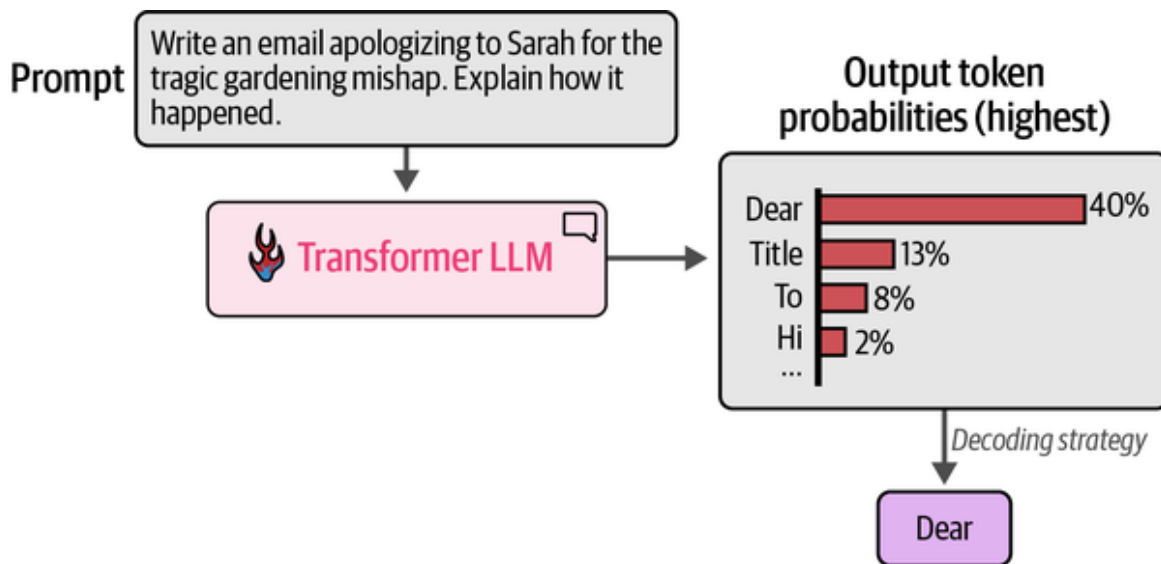 Prompt
Write an email apologizing to Sarah for the
tragic gardening mishap. Explain how it
happened.
Transformer LLM
Output token
probabilities (highest)
Dear 40%
Title 13%
To 8%
Hi 2%
...
Decoding strategy
Dear